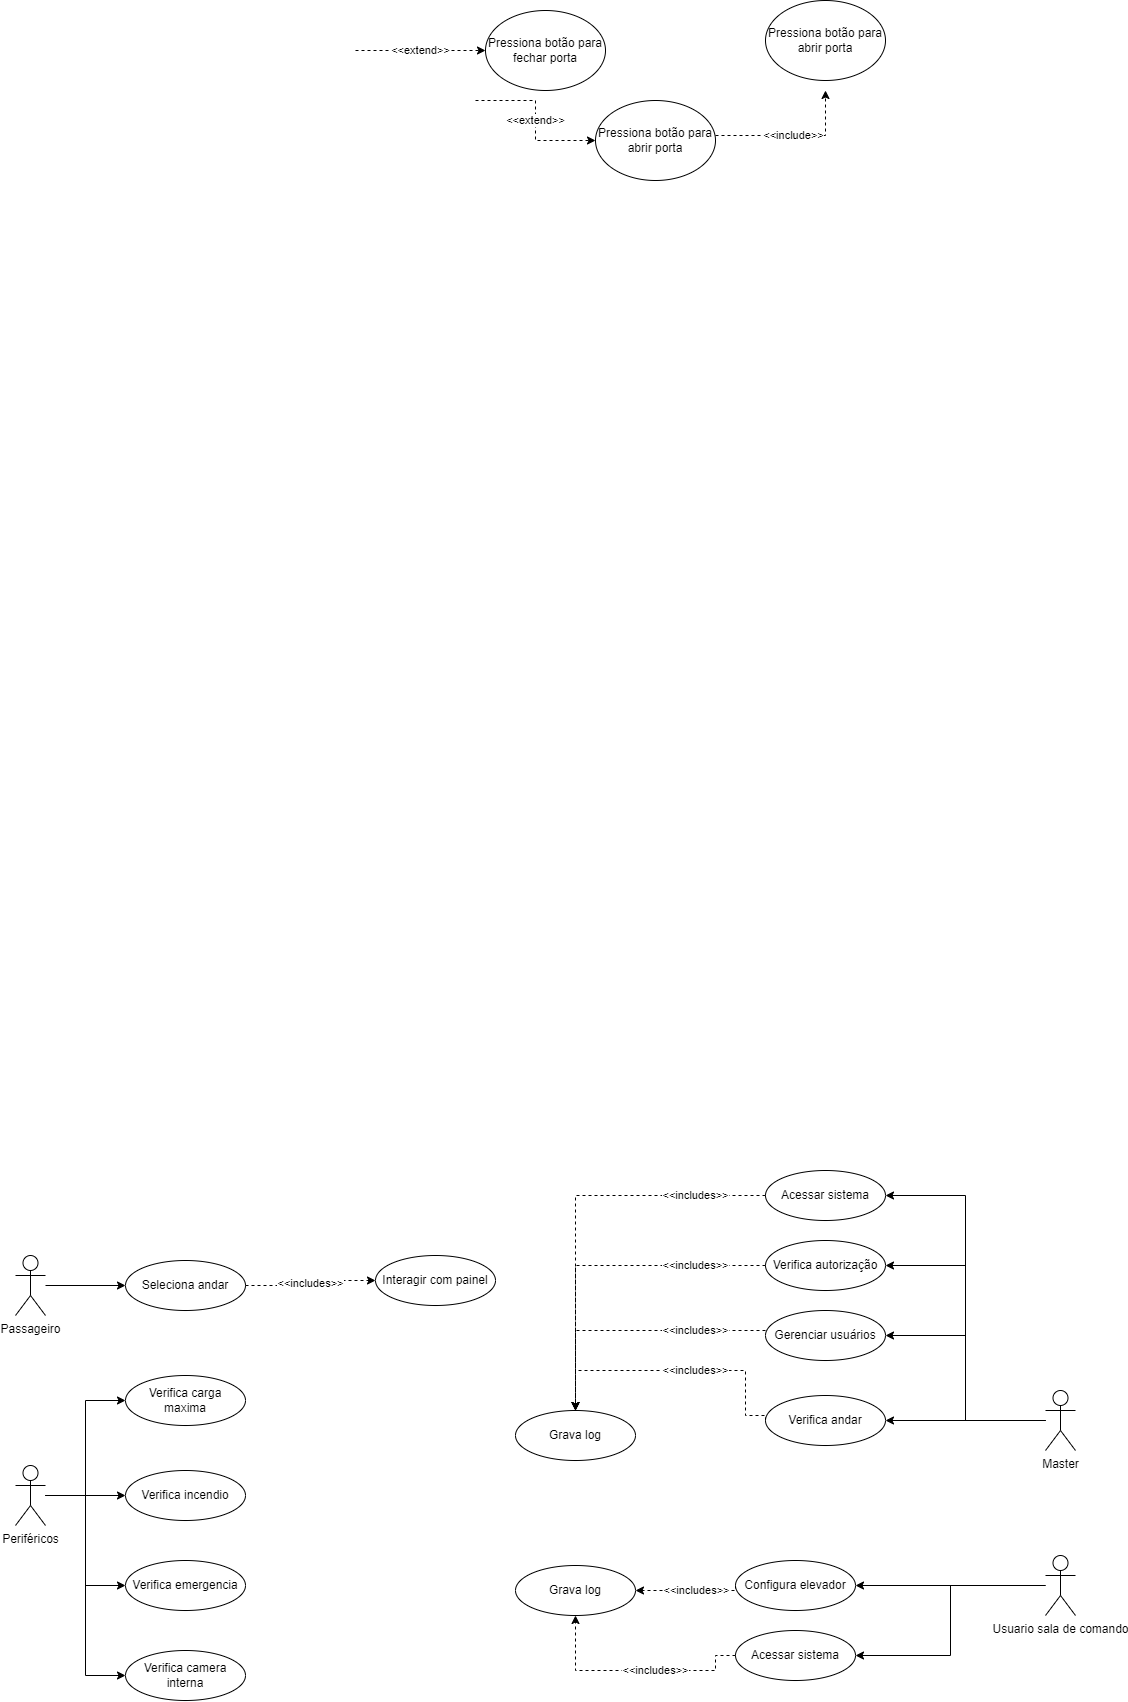 Pressiona botão para
abrir porta
<<extend>>
Pressiona botão para
fechar porta
<<extend>>
Pressiona botão para
abrir porta
<<include>>
<<includes>>
Acessar sistema
Passageiro
Seleciona andar
<<includes>>
Interagir com painel
<<includes>>
Verifica autorização
<<includes>>
Gerenciar usuários
<<includes>>
Verifica andar
Grava log
Master
Verifica carga
maxima
Verifica incendio
Periféricos
Verifica emergencia
Verifica camera
interna
Grava log
<<includes>>
Configura elevador
Usuario sala de comando
<<includes>>
Acessar sistema